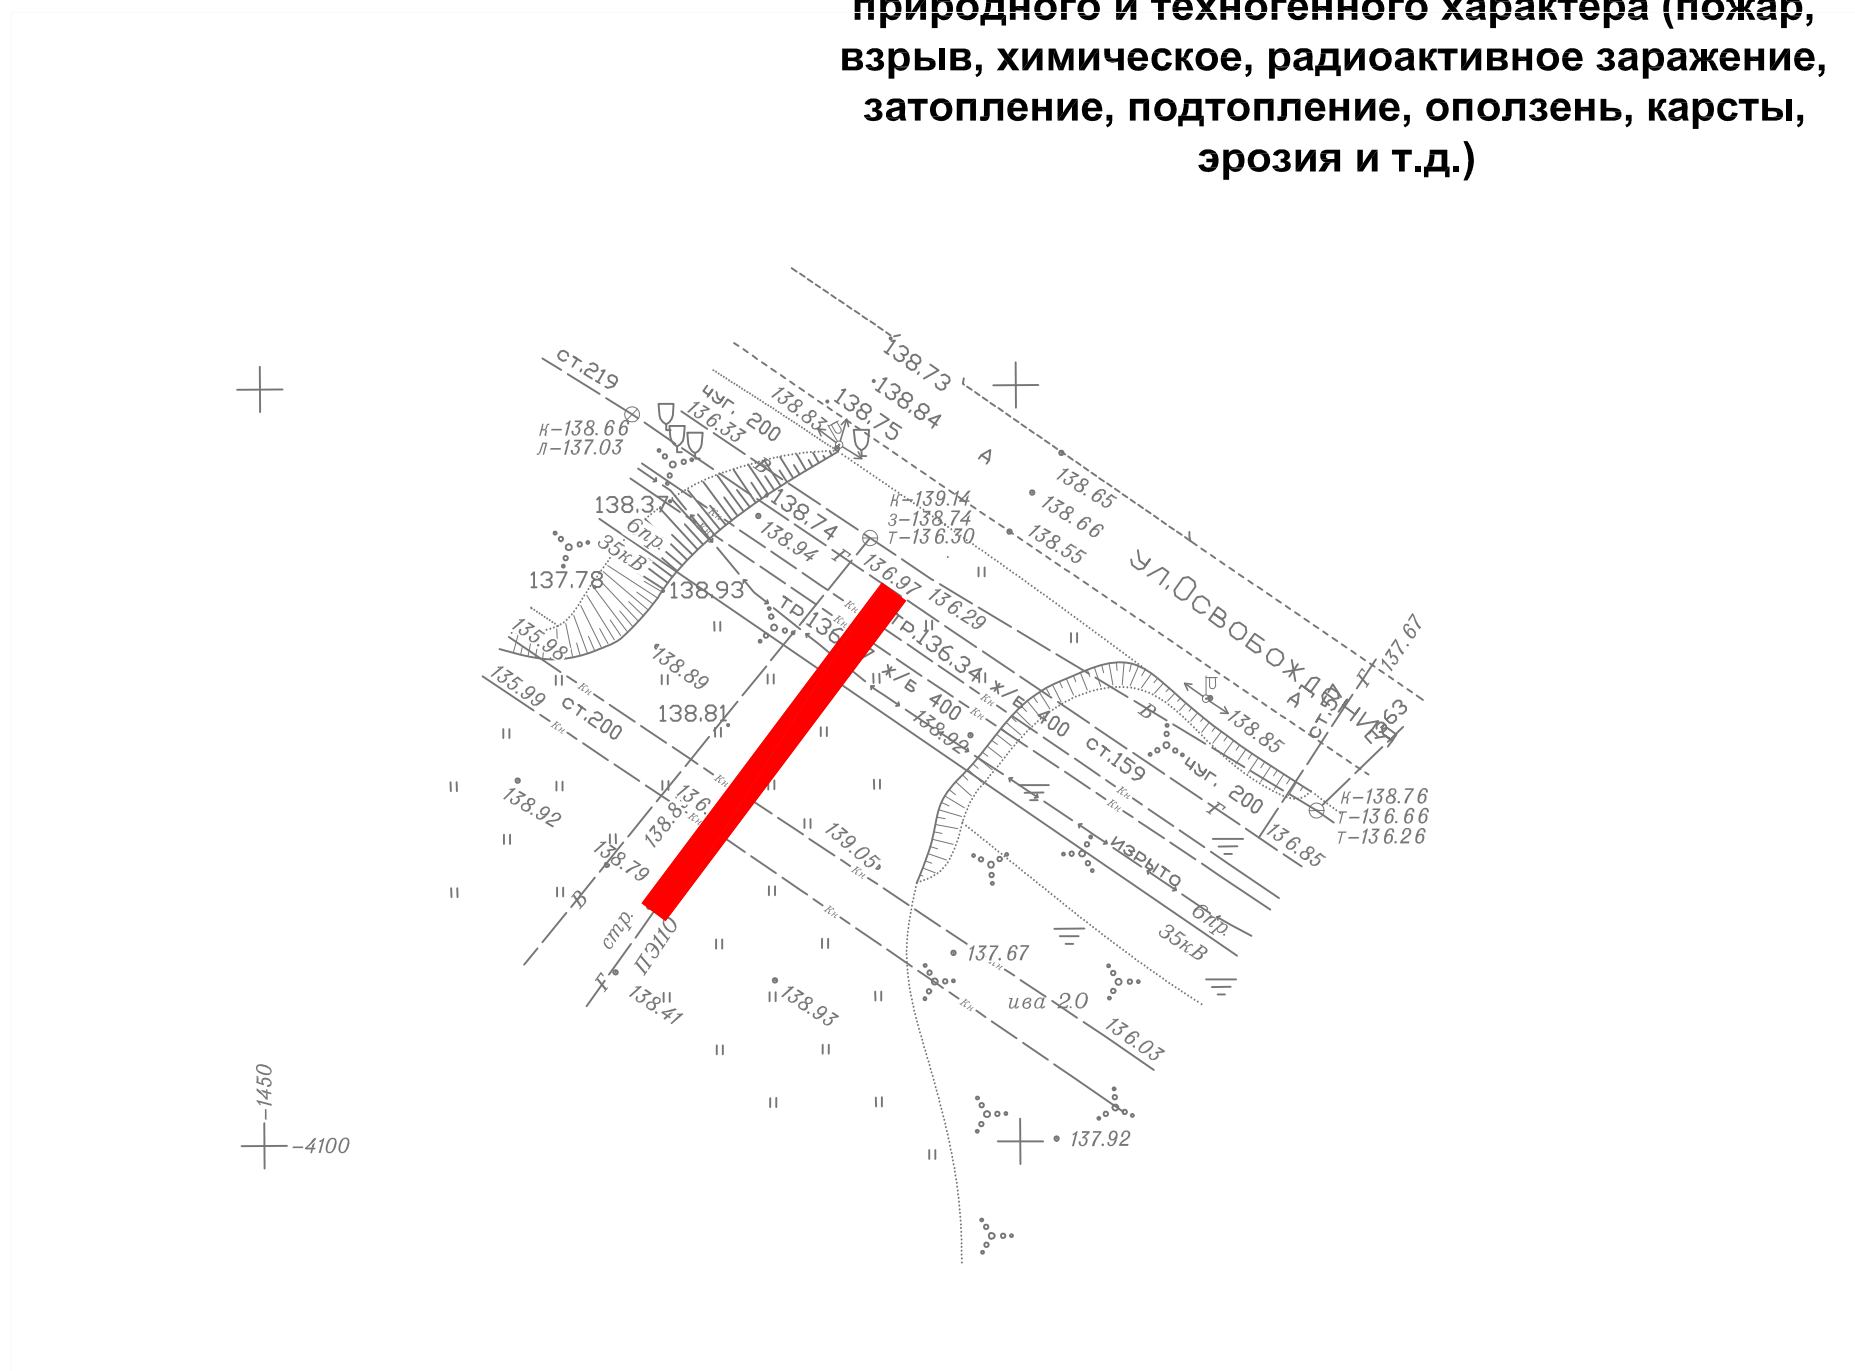 природного и техногенного характера (пожар,
взрыв, химическое, радиоактивное заражение,
затопление, подтопление, оползень, карсты,
эрозия и т.д.)
138.73
ст.219
138.84
чуг. 200
138.83
138.75
136.33
к-138.66
л-137.03
А
В
138.65
138.37
138.74
к-139.14
з-138.74
т-136.30
138.66
6пр.
138.94
138.55
35кВ
Г
136.97
ул.Освобождения
137.78
138.93
136.29
Кн
тр.136.34
ж/б 400
137.67
135.98
138.89
ж/б 400
135.99
ст.200
138.81
138.92
В
А
138.85
ст.159
чуг. 200
138.92
139.05
Г
к-138.76
т-136.66
т-136.26
136.85
138.79
изрыто
В
стр.
ПЭ110
6пр.
35кВ
137.67
Г
138.41
138.93
ива 2.0
136.03
-1450
-4100
137.92